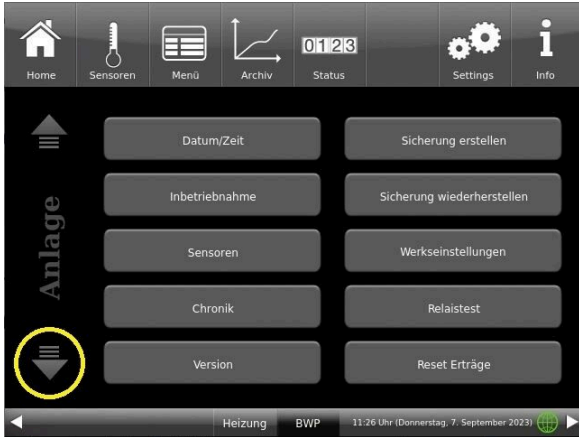 Home
Sensoren
Menü
Archiv
0123
Status
Settings
i
Info
Anlage
Datum/Zeit
Sicherung erstellen
Inbetriebnahme
Sicherung wiederherstellen
Sensoren
Werkseinstellungen
Chronik
Relaistest
Version
Reset Erträge
Heizung
BWP
11:26 Uhr (Donnerstag, 7. September 2023)